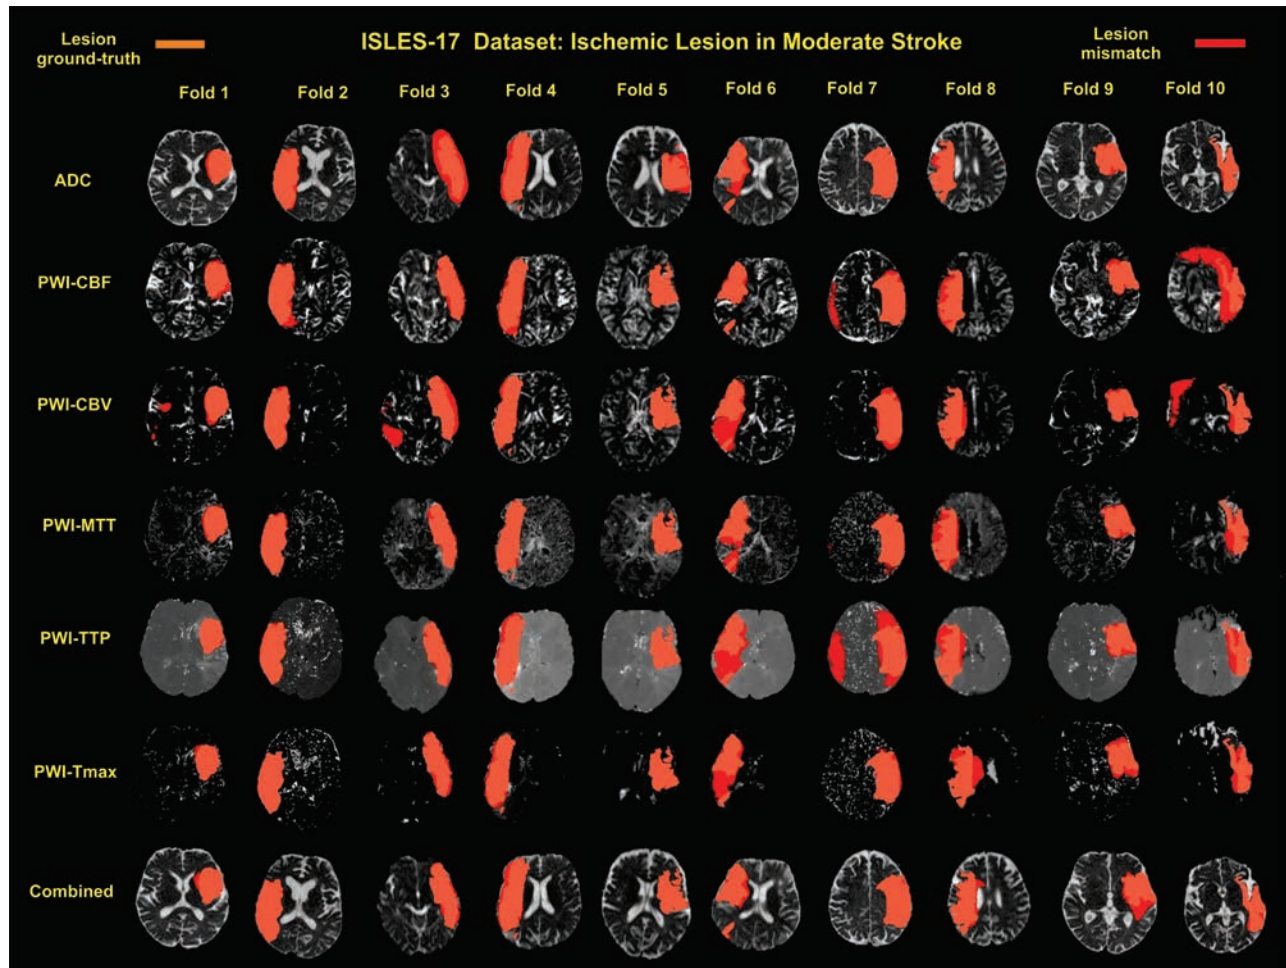 Lesion
ground-truth
ISLES-17 Dataset: Ischemic Lesion in Moderate Stroke
Lesion
mismatch
Fold 1 Fold 2 Fold 3 Fold 4 Fold 5 Fold 6 Fold 7 Fold 8 Fold 9 Fold 10
ADC
PWI-CBF
PWI-CBV
PWI-MTT
PWI-TTP
PWI-Tmax
Combined